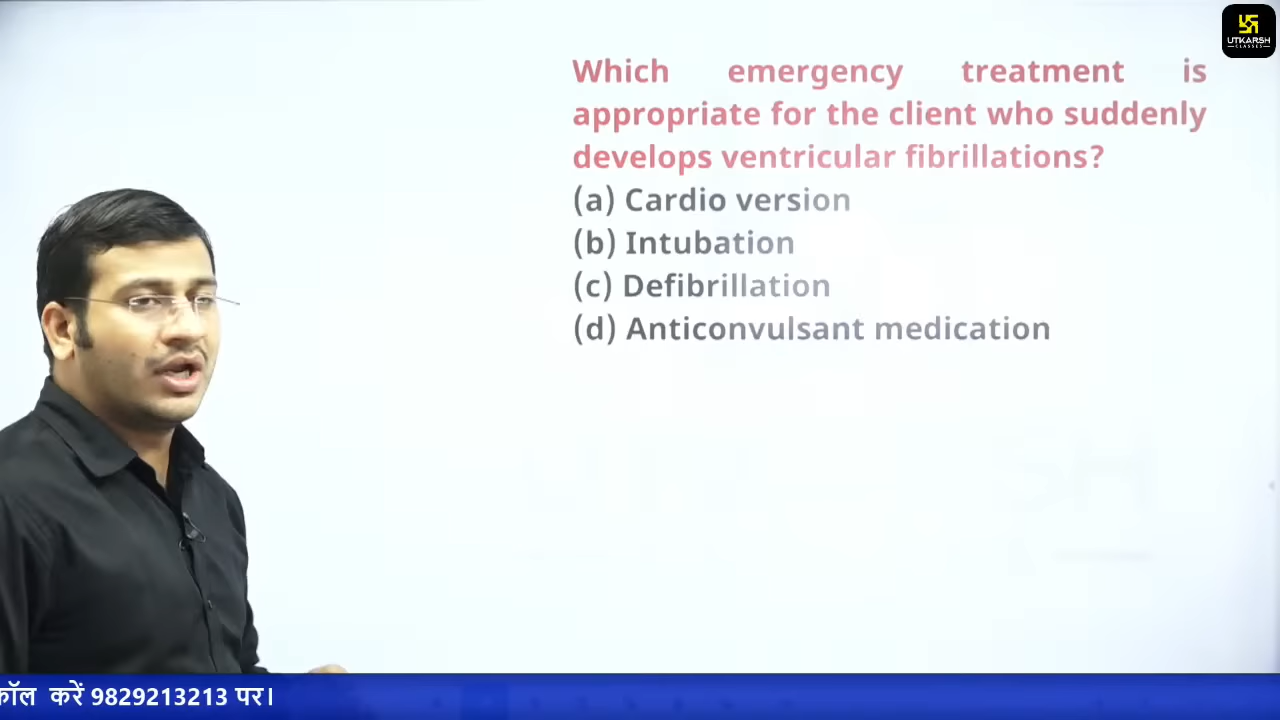 UTKARSH
CLASSES
Which emergency treatment is
appropriate for the client who suddenly
develops ventricular fibrillations?
(a) Cardio version
(b) Intubation
(c) Defibrillation
(d) Anticonvulsant medication
कॉल करें 9829213213 पर।